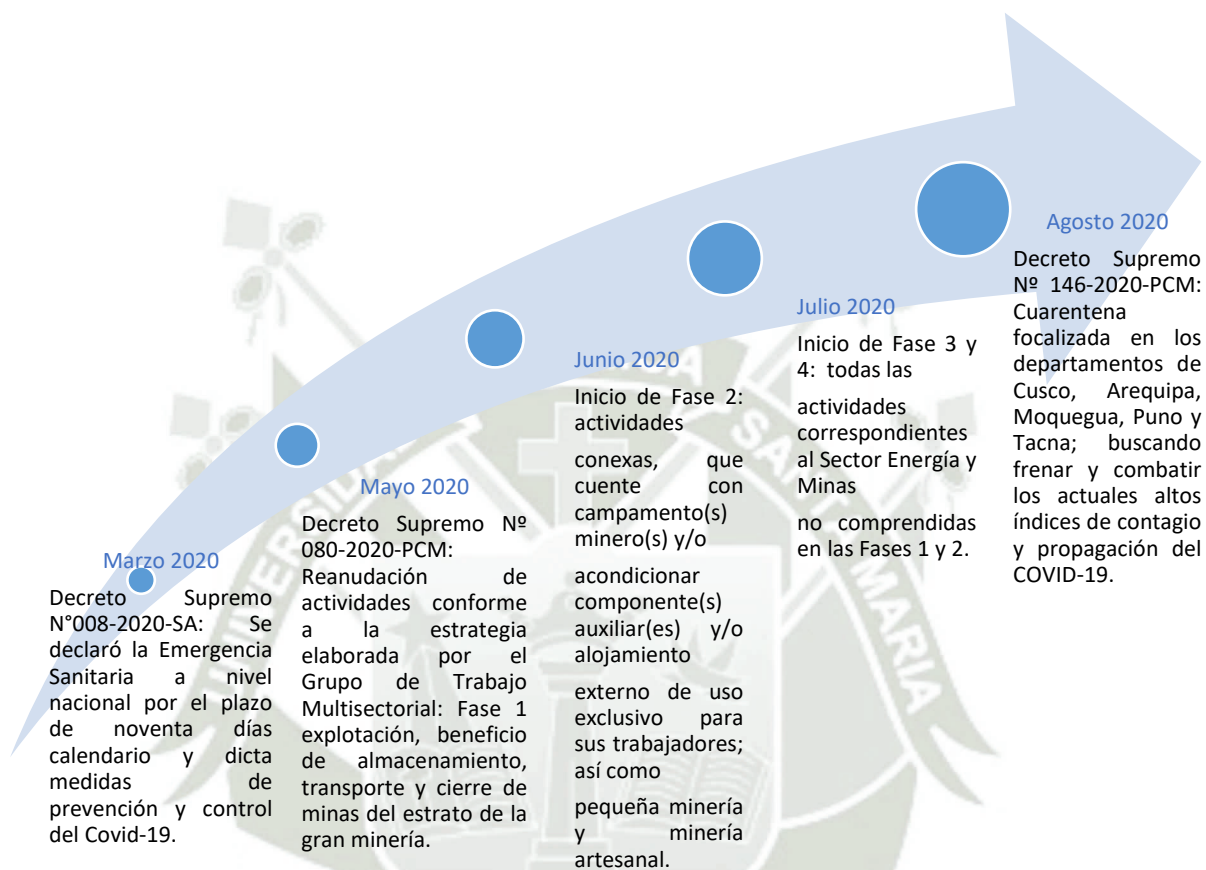 Marzo 2020
Decreto Supremo
N°008-2020-SA: Se
declaró la Emergencia
Sanitaria a nivel
nacional por el plazo
de noventa días
calendario y dicta
medidas de
prevención y control
del Covid-19.
Mayo 2020
Decreto Supremo Nº
080-2020-PCM:
Reanudación de
actividades conforme
a la estrategia
elaborada por el
Grupo de Trabajo
Multisectorial: Fase 1
explotación, beneficio
de almacenamiento,
transporte y cierre de
minas del estrato de la
gran minería.
Junio 2020
Inicio de Fase 2:
actividades
conexas, que
cuente con
campamento(s)
minero(s) y/o
acondicionar
componente(s)
auxiliar(es) y/o
alojamiento
externo de uso
exclusivo para
sus trabajadores;
así como
pequeña minería
y minería
artesanal.
Julio 2020
Inicio de Fase 3 y
4: todas las
actividades
correspondientes
al Sector Energía y
Minas
no comprendidas
en las Fases 1 y 2.
Agosto 2020
Decreto Supremo
Nº 146-2020-PCM:
Cuarentena
focalizada en los
departamentos de
Cusco, Arequipa,
Moquegua, Puno y
Tacna; buscando
frenar y combatir
los actuales altos
índices de contagio
y propagación del
COVID-19.
SANTA MARIA